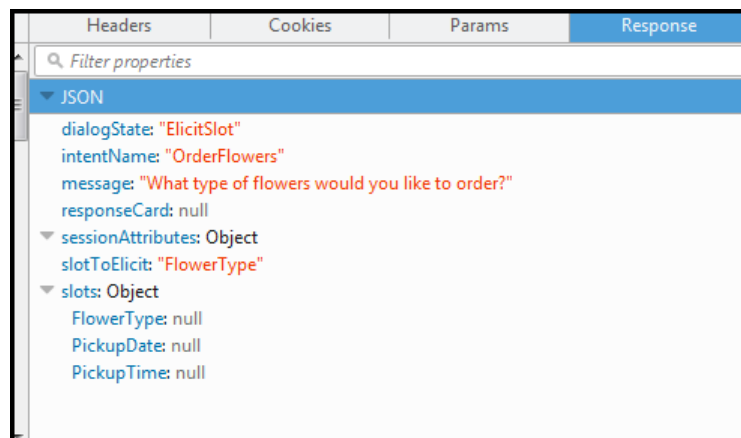 Headers Cookies Params Response
Filter properties
JSON
dialogState: "ElicitSlot"
intentName: "OrderFlowers"
message: "What type of flowers would you like to order?"
responseCard: null
sessionAttributes: Object
slotToElicit: "FlowerType"
slots: Object
FlowerType: null
PickupDate: null
PickupTime: null